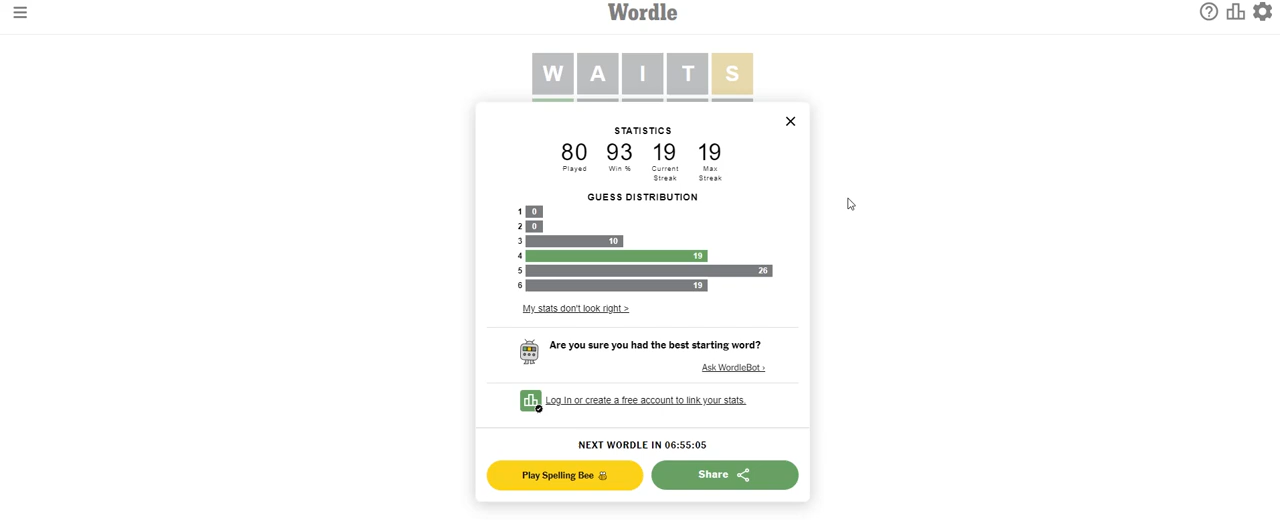 Wordle
W A I T S
STATISTICS
80 93 19 19
Played Win % Current Streak Max Streak
GUESS DISTRIBUTION
1 0
2 0
3 10
4 19
5 26
6 19
My stats don't look right >
Are you sure you had the best starting word?
Ask WordleBot ›
Log In or create a free account to link your stats.
NEXT WORDLE IN 06:55:05
Play Spelling Bee
Share